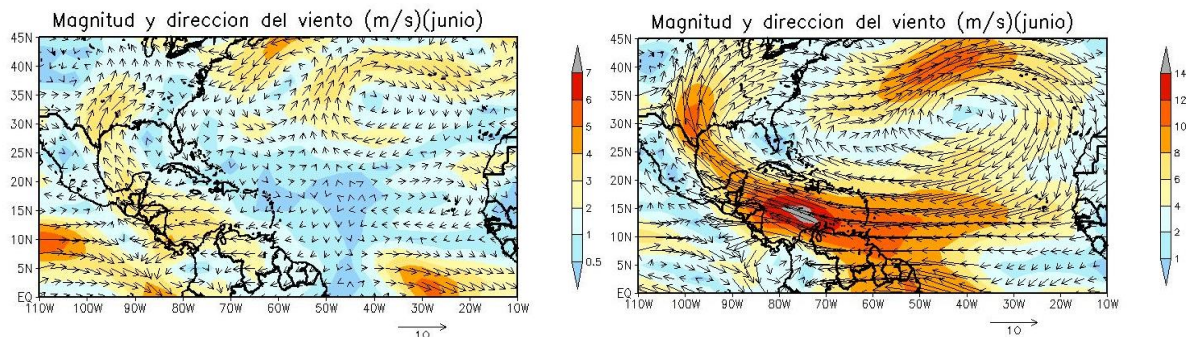 Magnitud y direccion del viento (m/s)(junio)
45N
40N
35N
30N
25N
20N
15N
10N
5N
EQ
110W 100W 90W 80W 70W 60W 50W 40W 30W 20W 10W
10
7
6
5
4
3
2
1
0.5
Magnitud y direccion del viento (m/s)(junio)
45N
40N
35N
30N
25N
20N
15N
10N
5N
EQ
110W 100W 90W 80W 70W 60W 50W 40W 30W 20W 10W
10
14
12
10
8
6
4
2
1